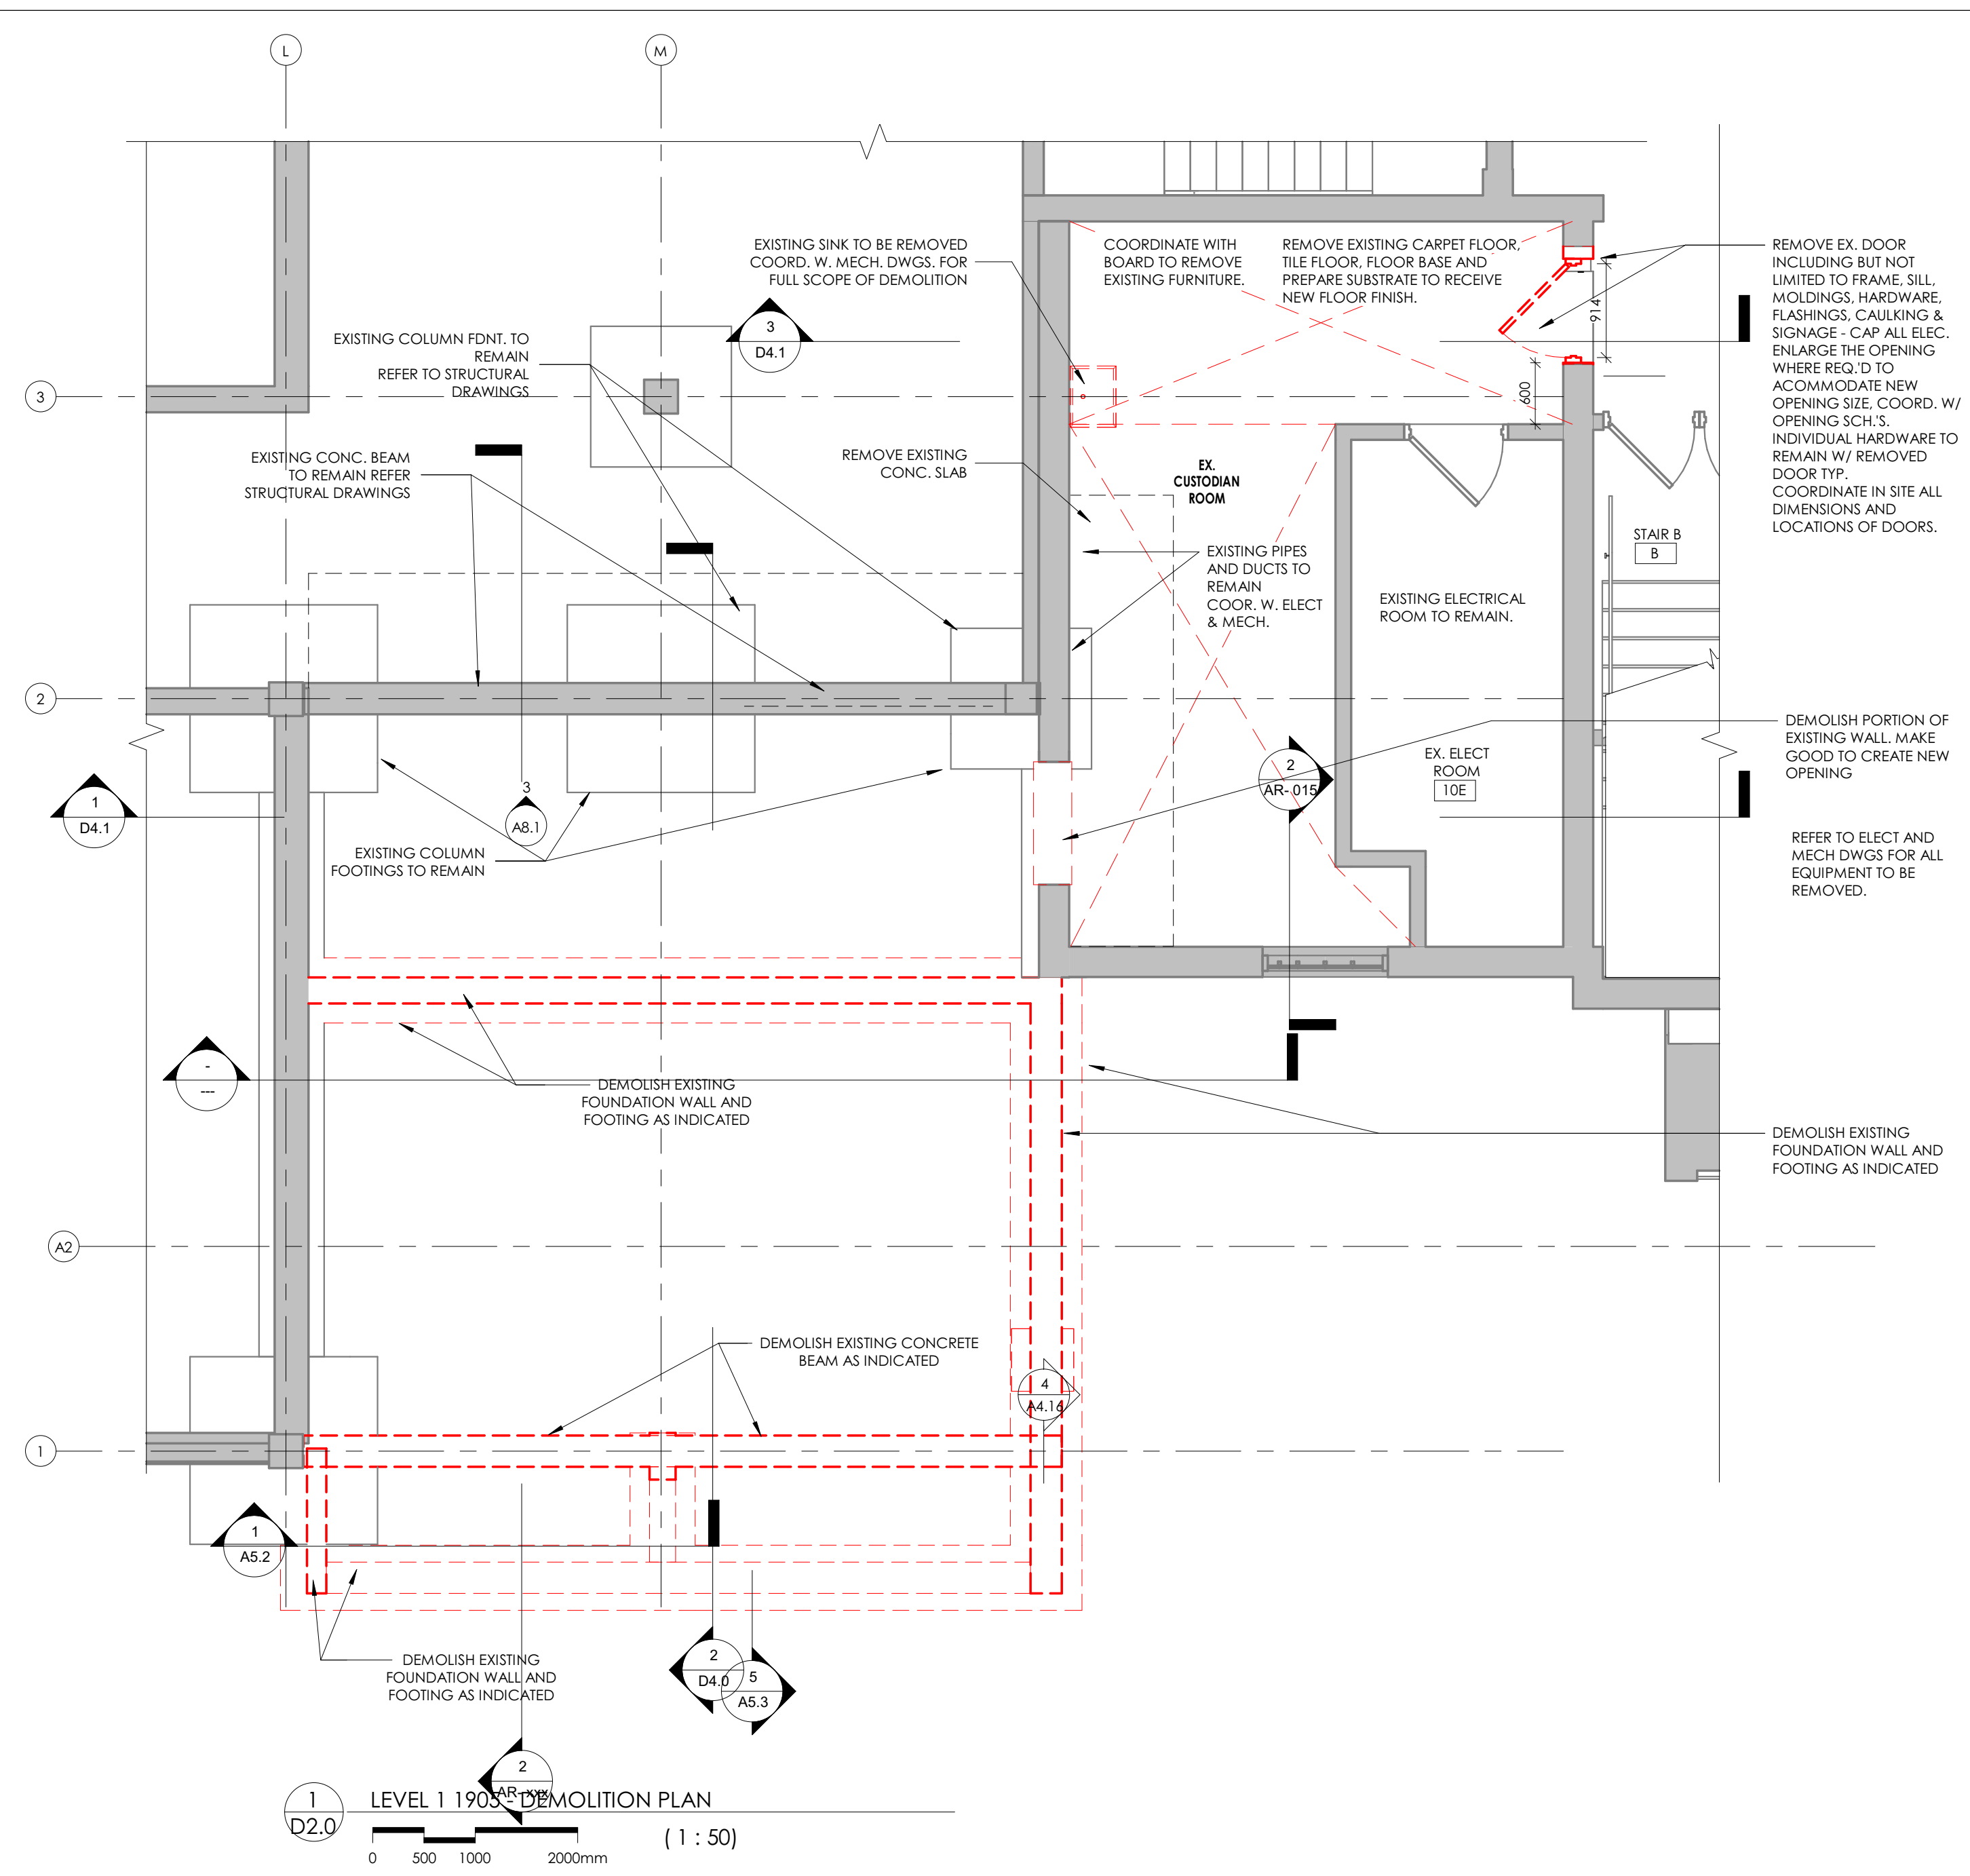 L
M
EXISTING SINK TO BE REMOVED
COORD. W. MECH. DWGS. FOR
FULL SCOPE OF DEMOLITION
COORDINATE WITH
BOARD TO REMOVE
EXISTING FURNITURE.
REMOVE EXISTING CARPET FLOOR,
TILE FLOOR, FLOOR BASE AND
PREPARE SUBSTRATE TO RECEIVE
NEW FLOOR FINISH.
REMOVE EX. DOOR
INCLUDING BUT NOT
LIMITED TO FRAME, SILL,
MOLDINGS, HARDWARE,
FLASHINGS, CAULKING &
SIGNAGE - CAP ALL ELEC.
ENLARGE THE OPENING
WHERE REQ.'D TO
ACOMMODATE NEW
OPENING SIZE, COORD. W/
OPENING SCH.'S.
INDIVIDUAL HARDWARE TO
REMAIN W/ REMOVED
DOOR TYP.
COORDINATE IN SITE ALL
DIMENSIONS AND
LOCATIONS OF DOORS.
914
600
EXISTING COLUMN FDNT. TO
REMAIN
REFER TO STRUCTURAL
DRAWINGS
3
D4.1
3
EXISTING CONC. BEAM
TO REMAIN REFER
STRUCTURAL DRAWINGS
REMOVE EXISTING
CONC. SLAB
EX.
CUSTODIAN
ROOM
EXISTING PIPES
AND DUCTS TO
REMAIN
COOR. W. ELECT
& MECH.
EXISTING ELECTRICAL
ROOM TO REMAIN.
STAIR B
B
2
DEMOLISH PORTION OF
EXISTING WALL. MAKE
GOOD TO CREATE NEW
OPENING
EX. ELECT
ROOM
10E
2
AR-015
1
D4.1
3
A8.1
EXISTING COLUMN
FOOTINGS TO REMAIN
REFER TO ELECT AND
MECH DWGS FOR ALL
EQUIPMENT TO BE
REMOVED.
-
---
DEMOLISH EXISTING
FOUNDATION WALL AND
FOOTING AS INDICATED
DEMOLISH EXISTING
FOUNDATION WALL AND
FOOTING AS INDICATED
A2
DEMOLISH EXISTING CONCRETE
BEAM AS INDICATED
4
A4.16
1
1
A5.2
DEMOLISH EXISTING
FOUNDATION WALL AND
FOOTING AS INDICATED
2
D4.0
5
A5.3
2
AR-xxx
1
D2.0
LEVEL 1 1905 - DEMOLITION PLAN
( 1 : 50)
0 500 1000 2000mm